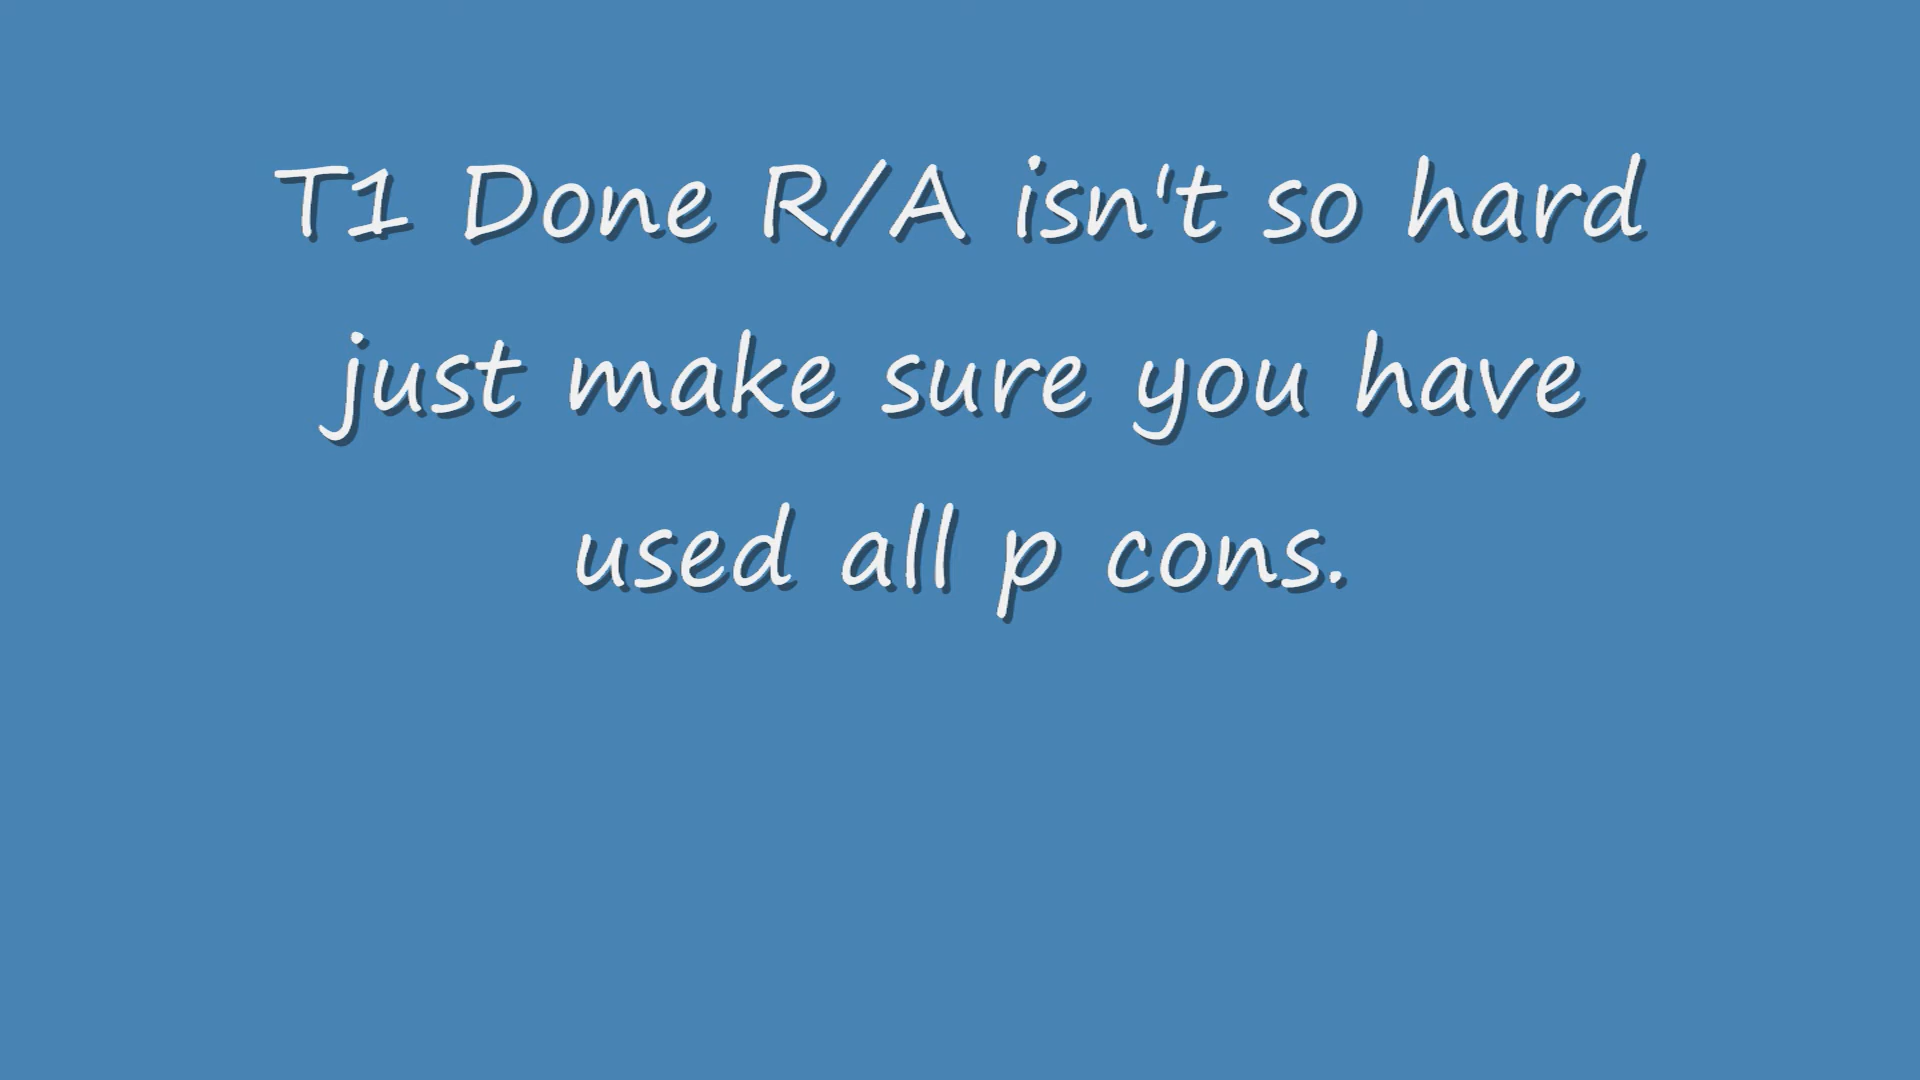 T1 Done R/A isn't so hard
just make sure you have
used all p cons.